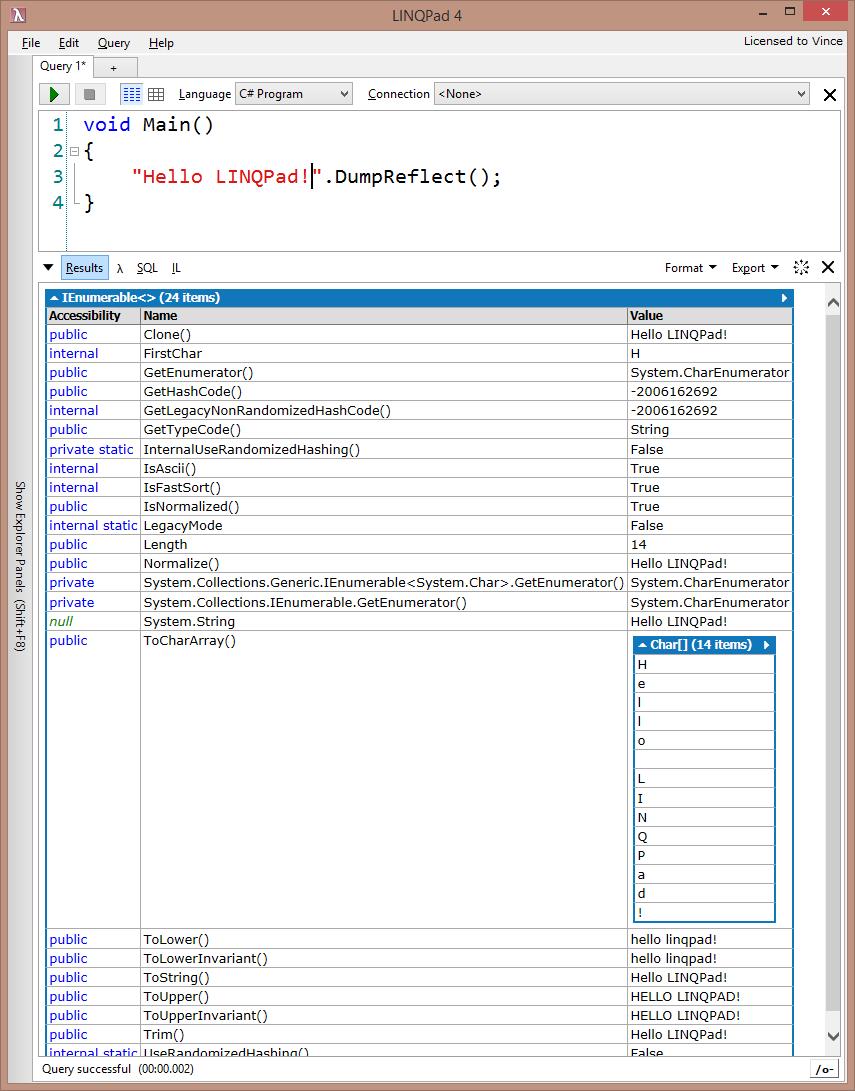 λ LINQPad 4
File Edit Query Help Licensed to Vince
Query 1* +
Language C# Program Connection <None>
1 void Main()
2 {
3 "Hello LINQPad!".DumpReflect();
4 }
Results λ SQL IL Format Export
IEnumerable<> (24 items)
Accessibility Name Value
public Clone() Hello LINQPad!
internal FirstChar H
public GetEnumerator() System.CharEnumerator
public GetHashCode() -2006162692
internal GetLegacyNonRandomizedHashCode() -2006162692
public GetTypeCode() String
private static InternalUseRandomizedHashing() False
internal IsAscii() True
internal IsFastSort() True
public IsNormalized() True
internal static LegacyMode False
public Length 14
public Normalize() Hello LINQPad!
private System.Collections.Generic.IEnumerable<System.Char>.GetEnumerator() System.CharEnumerator
private System.Collections.IEnumerable.GetEnumerator() System.CharEnumerator
null System.String Hello LINQPad!
public ToCharArray() Char[] (14 items)
H
e
l
l
o
L
I
N
Q
P
a
d
!
public ToLower() hello linqpad!
public ToLowerInvariant() hello linqpad!
public ToString() Hello LINQPad!
public ToUpper() HELLO LINQPAD!
public ToUpperInvariant() HELLO LINQPAD!
public Trim() Hello LINQPad!
internal static UseRandomizedHashing() False
Query successful (00:00.002) /o-
Show Explorer Panels (Shift+F8)